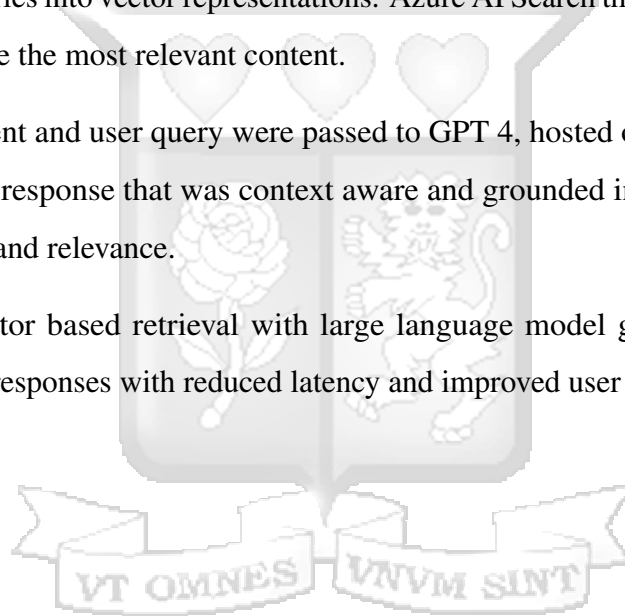 ries into vector representations. Azure AI Search th
e the most relevant content.
ent and user query were passed to GPT 4, hosted o
response that was context aware and grounded in
and relevance.
tor based retrieval with large language model g
responses with reduced latency and improved user
VT OMNES VNVM SINT